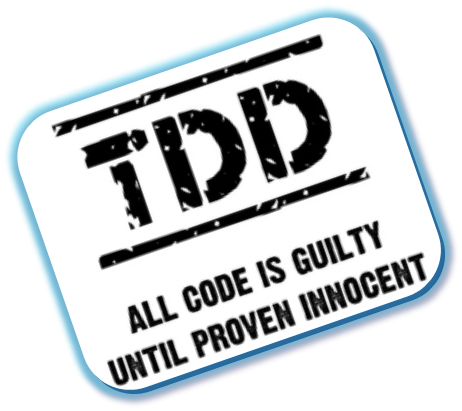 TDD
ALL CODE IS GUILTY
UNTIL PROVEN INNOCENT